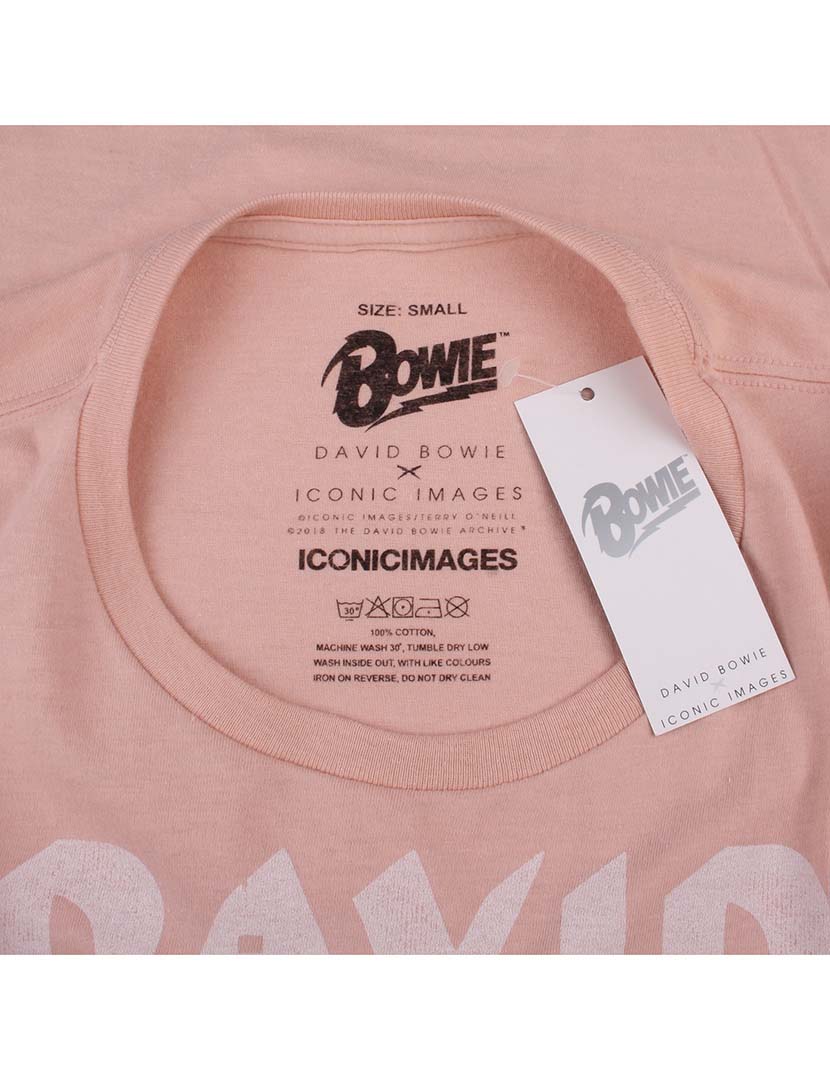 SIZE: SMALL
BOWIE™
DAVID BOWIE
X
ICONIC IMAGES
©ICONIC IMAGES/TERRY O'NEILL
©2018 THE DAVID BOWIE ARCHIVE®
ICONICIMAGES
30°
100% COTTON,
MACHINE WASH 30°, TUMBLE DRY LOW
WASH INSIDE OUT, WITH LIKE COLOURS
IRON ON REVERSE, DO NOT DRY CLEAN
BOWIE™
DAVID BOWIE
X
ICONIC IMAGES
DAVID